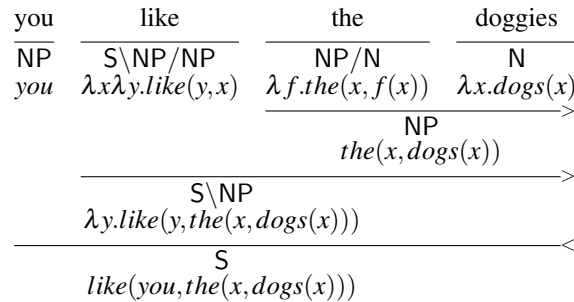 you like the doggies
NP S\NP/NP NP/N N
you λxλy.like(y,x) λf.the(x,f(x)) λx.dogs(x)
>
NP
the(x,dogs(x))
>
S\NP
λy.like(y,the(x,dogs(x)))
<
S
like(you,the(x,dogs(x)))